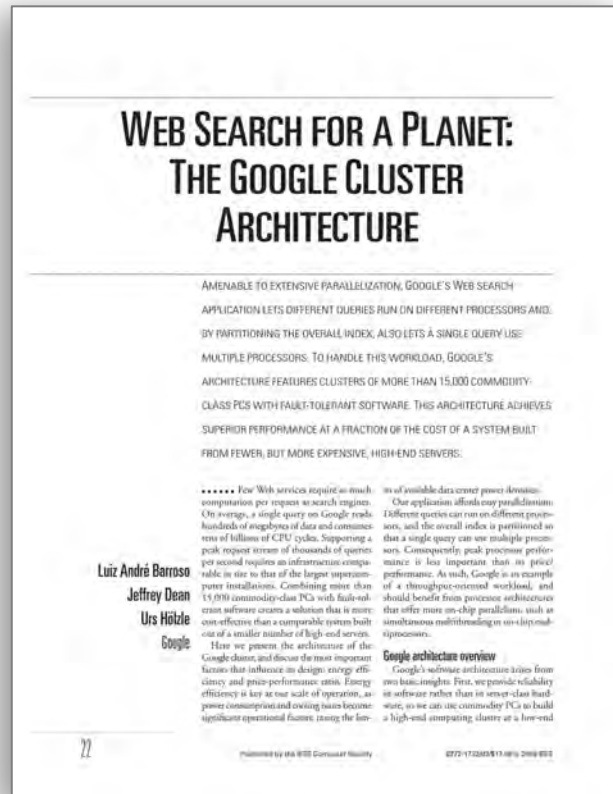 WEB SEARCH FOR A PLANET:
THE GOOGLE CLUSTER
ARCHITECTURE
AMENABLE TO EXTENSIVE PARALLELIZATION, GOOGLE'S WEB SEARCH
APPLICATION LETS DIFFERENT QUERIES RUN ON DIFFERENT PROCESSORS AND,
BY PARTITIONING THE OVERALL INDEX, ALSO LETS A SINGLE QUERY USE
MULTIPLE PROCESSORS. TO HANDLE THIS WORKLOAD, GOOGLE'S
ARCHITECTURE FEATURES CLUSTERS OF MORE THAN 15,000 COMMODITY-
CLASS PCS WITH FAULT-TOLERANT SOFTWARE. THIS ARCHITECTURE ACHIEVES
SUPERIOR PERFORMANCE AT A FRACTION OF THE COST OF A SYSTEM BUILT
FROM FEWER, BUT MORE EXPENSIVE, HIGH-END SERVERS.
Luiz André Barroso
Jeffrey Dean
Urs Hölzle
Google
...... Few Web services require as much
computation per request as search engines.
On average, a single query on Google reads
hundreds of megabytes of data and consumes
tens of billions of CPU cycles. Supporting a
peak request stream of thousands of queries
per second requires an infrastructure compa-
rable in size to that of the largest supercom-
puter installations. Combining more than
15,000 commodity-class PCs with fault-tol-
erant software creates a solution that is more
cost-effective than a comparable system built
out of a smaller number of high-end servers.
Here we present the architecture of the
Google cluster, and discuss the most important
factors that influence its design: energy effi-
ciency and price-performance ratio. Energy
efficiency is key at our scale of operation, as
power consumption and cooling issues become
significant operational factors, taxing the lim-
its of available data center power densities.
Our application affords easy parallelization:
Different queries can run on different proces-
sors, and the overall index is partitioned so
that a single query can use multiple proces-
sors. Consequently, peak processor perfor-
mance is less important than its price/
performance. As such, Google is an example
of a throughput-oriented workload, and
should benefit from processor architectures
that offer more on-chip parallelism, such as
simultaneous multithreading or on-chip mul-
tiprocessors.
Google architecture overview
Google's software architecture arises from
two basic insights. First, we provide reliability
in software rather than in server-class hard-
ware, so we can use commodity PCs to build
a high-end computing cluster at a low-end
22
Published by the IEEE Computer Society